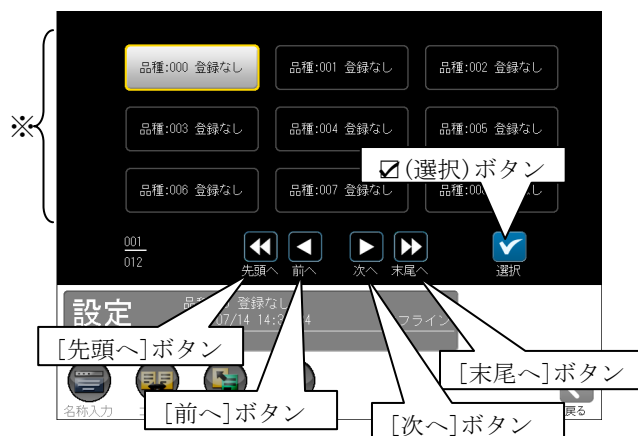 品種:000 登録なし
品種:001 登録なし
品種:002 登録なし
※
品種:003 登録なし
品種:004 登録なし
品種:005 登録なし
☑(選択)ボタン
品種:006 登録なし
品種:007 登録なし
001
012
先頭へ
前へ
次へ
末尾へ
選択
設定
登録なし
フライン
[先頭へ]ボタン
[末尾へ]ボタン
名称入力
[前へ]ボタン
[次へ]ボタン
戻る